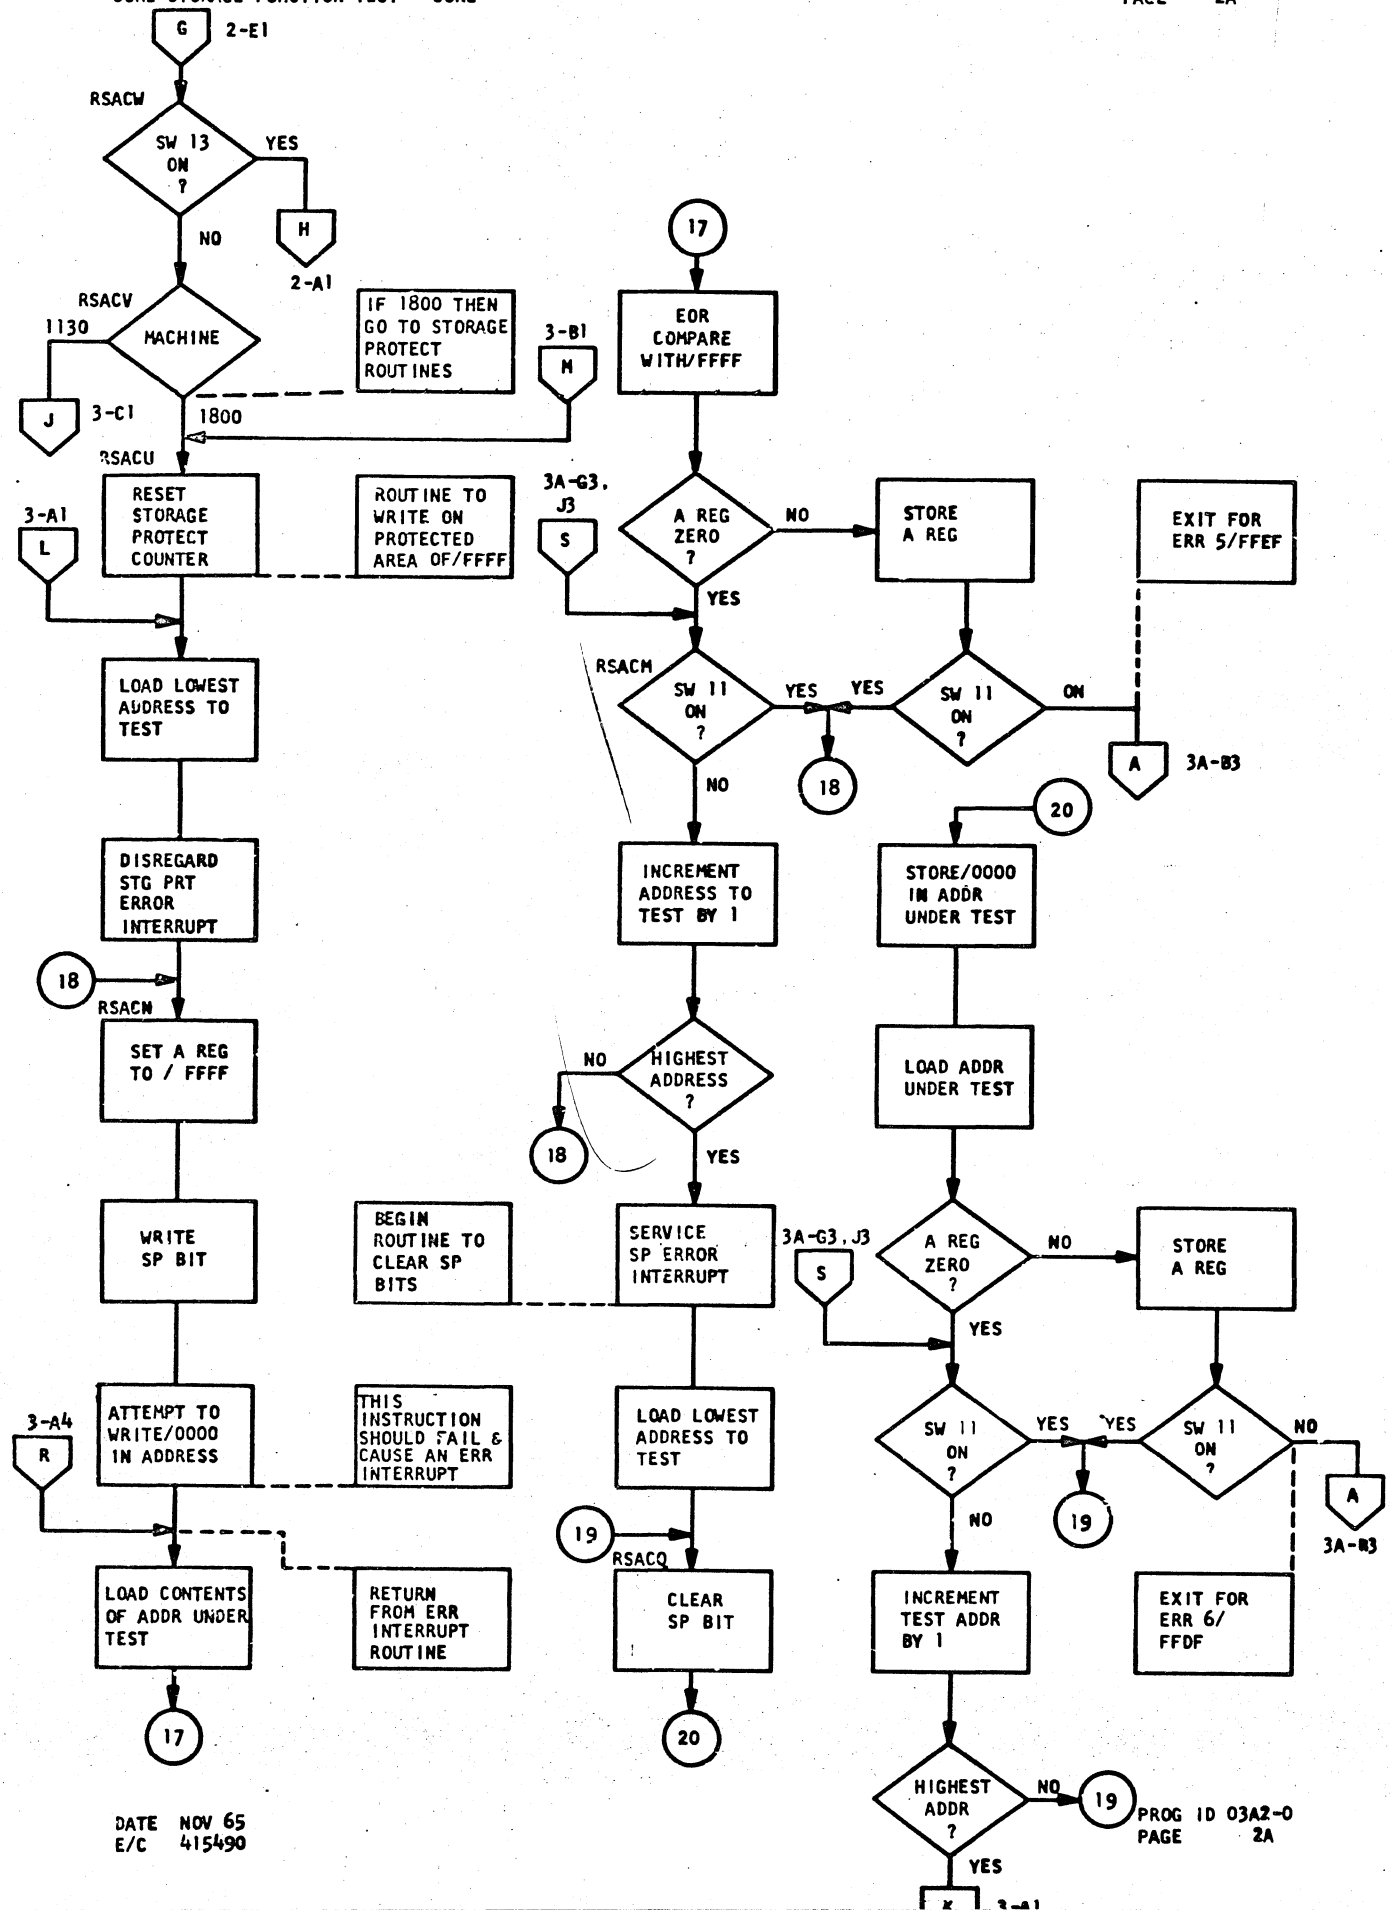 G 2-E1
RSACW
SW 13
ON
?
YES
NO
H
2-A1
RSACV
1130
MACHINE
J
3-C1
1800
IF 1800 THEN
GO TO STORAGE
PROTECT
ROUTINES
3-B1
M
RSACU
RESET
STORAGE
PROTECT
COUNTER
ROUTINE TO
WRITE ON
PROTECTED
AREA OF/FFFF
3-A1
L
LOAD LOWEST
ADDRESS TO
TEST
DISREGARD
STG PRT
ERROR
INTERRUPT
18
RSACN
SET A REG
TO / FFFF
WRITE
SP BIT
ATTEMPT TO
WRITE/0000
IN ADDRESS
THIS
INSTRUCTION
SHOULD FAIL &
CAUSE AN ERR
INTERRUPT
3-A4
R
LOAD CONTENTS
OF ADDR UNDER
TEST
RETURN
FROM ERR
INTERRUPT
ROUTINE
17
17
EOR
COMPARE
WITH/FFFF
A REG
ZERO
?
NO
YES
3A-G3,
J3
S
STORE
A REG
EXIT FOR
ERR 5/FFEF
RSACM
SW 11
ON
?
YES
YES
SW 11
ON
?
ON
18
A
3A-B3
NO
INCREMENT
ADDRESS TO
TEST BY 1
HIGHEST
ADDRESS
?
NO
18
YES
BEGIN
ROUTINE TO
CLEAR SP
BITS
SERVICE
SP ERROR
INTERRUPT
LOAD LOWEST
ADDRESS TO
TEST
19
RSACQ
CLEAR
SP BIT
20
20
STORE/0000
IN ADDR
UNDER TEST
LOAD ADDR
UNDER TEST
A REG
ZERO
?
NO
YES
3A-G3,J3
S
STORE
A REG
SW 11
ON
?
YES
YES
SW 11
ON
?
NO
19
A
3A-B3
NO
INCREMENT
TEST ADDR
BY 1
EXIT FOR
ERR 6/
FFDF
HIGHEST
ADDR
?
NO
19
YES
DATE NOV 65
E/C 415490
PROG ID 03A2-0
PAGE 2A